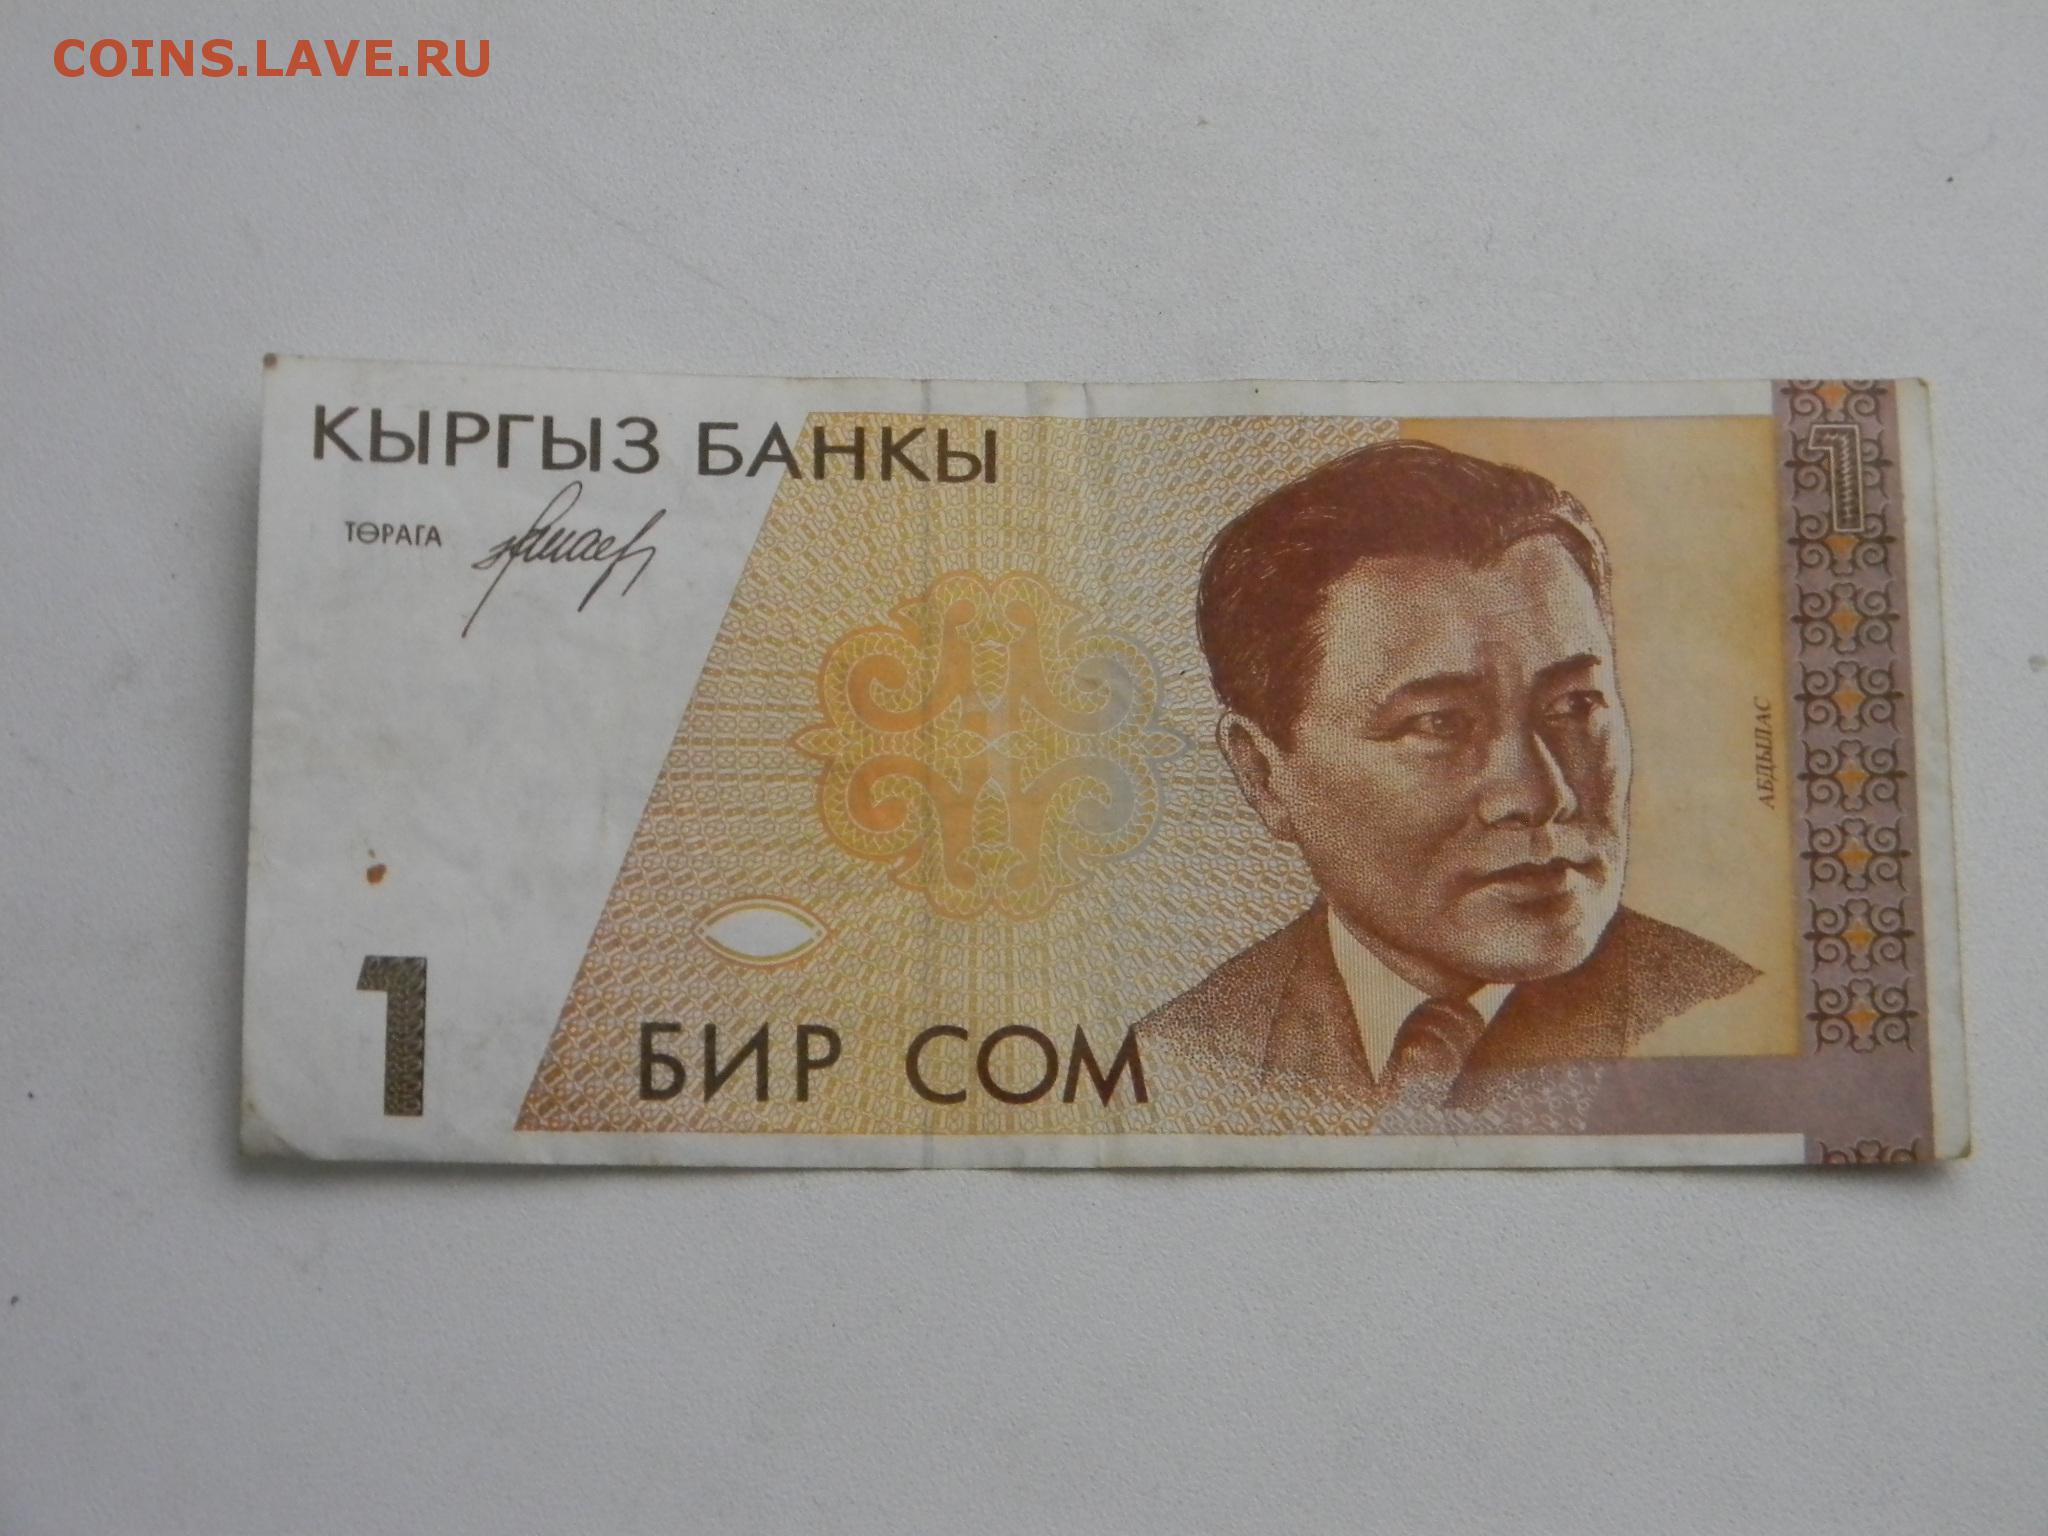 COINS.LAVE.RU
КЫРГЫЗ БАНКЫ
ТӨРАГА
1
АБДЫЛАС
1
БИР СОМ